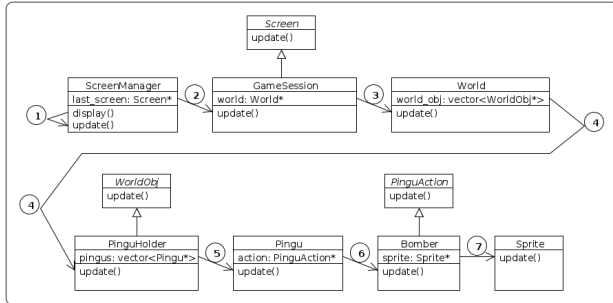 Screen
update()
ScreenManager
last_screen: Screen*
display()
update()
1
2
GameSession
world: World*
update()
3
World
world_obj: vector<WorldObj*>
update()
4
4
WorldObj
update()
PinguAction
update()
PinguHolder
pingus: vector<Pingu*>
update()
5
Pingu
action: PinguAction*
update()
6
Bomber
sprite: Sprite*
update()
7
Sprite
update()